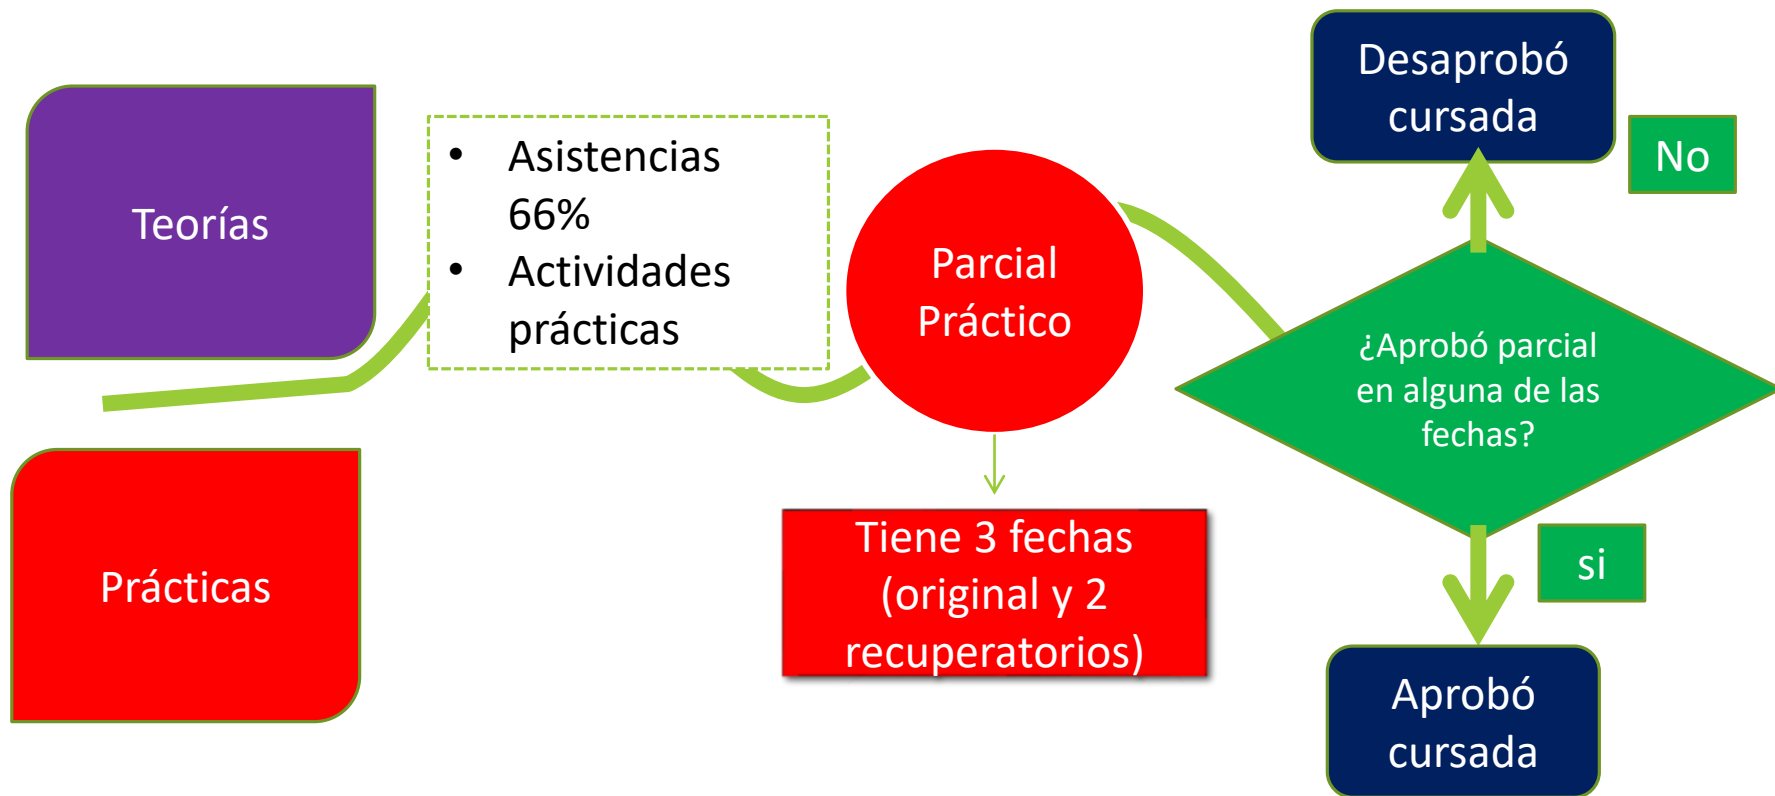 Teorías
Prácticas
• Asistencias
66%
• Actividades
prácticas
Parcial
Práctico
Tiene 3 fechas
(original y 2
recuperatorios)
¿Aprobó parcial
en alguna de las
fechas?
Desaprobó
cursada
No
si
Aprobó
cursada